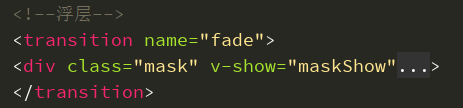 <!--浮层-->
<transition name="fade">
<div class="mask" v-show="maskShow"...>
</transition>